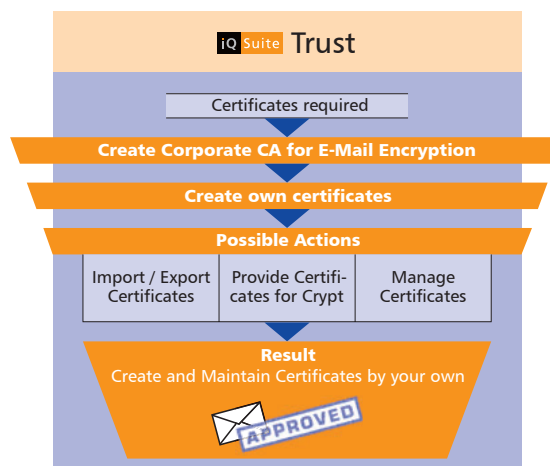 iQ Suite Trust
Certificates required
Create Corporate CA for E-Mail Encryption
Create own certificates
Possible Actions
Import / Export
Certificates
Provide Certifi-
cates for Crypt
Manage
Certificates
Result
Create and Maintain Certificates by your own
APPROVED